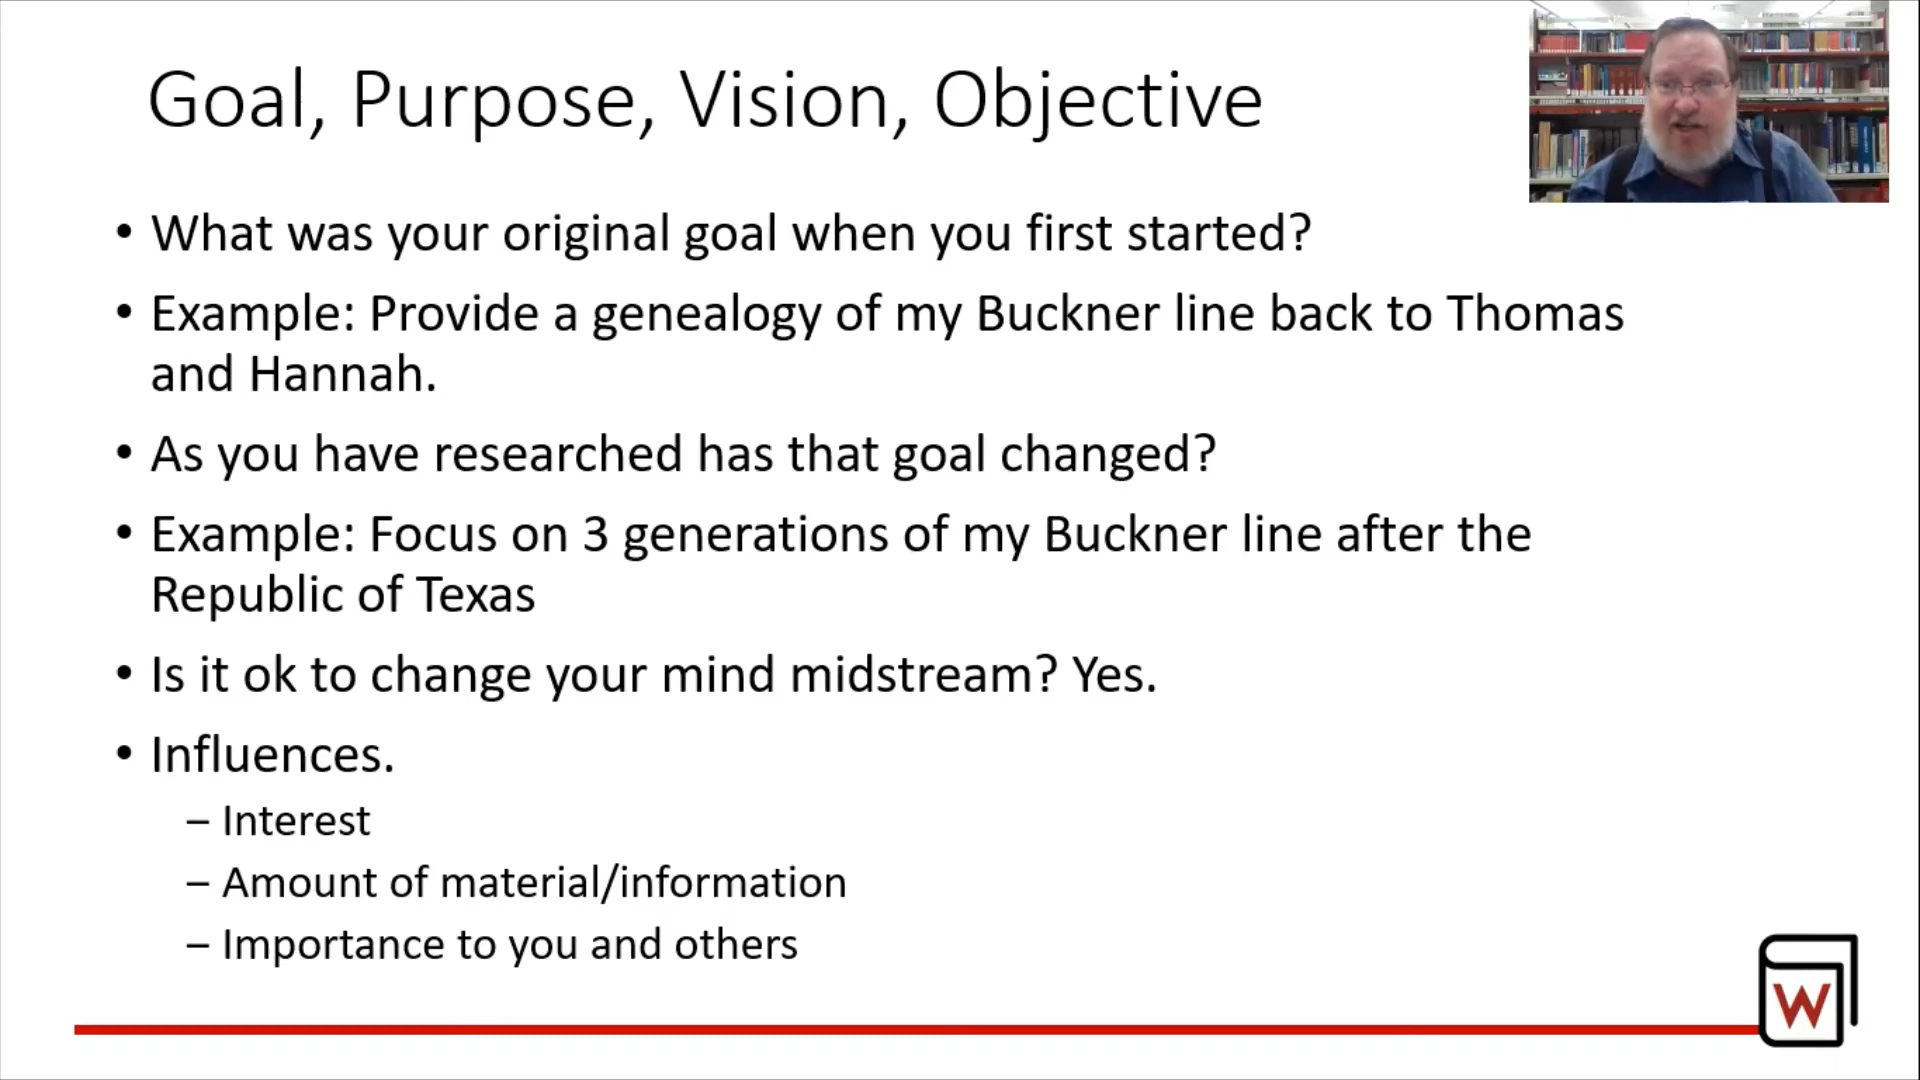 Goal, Purpose, Vision, Objective
• What was your original goal when you first started?
• Example: Provide a genealogy of my Buckner line back to Thomas
and Hannah.
• As you have researched has that goal changed?
• Example: Focus on 3 generations of my Buckner line after the
Republic of Texas
• Is it ok to change your mind midstream? Yes.
• Influences.
– Interest
– Amount of material/information
– Importance to you and others
W